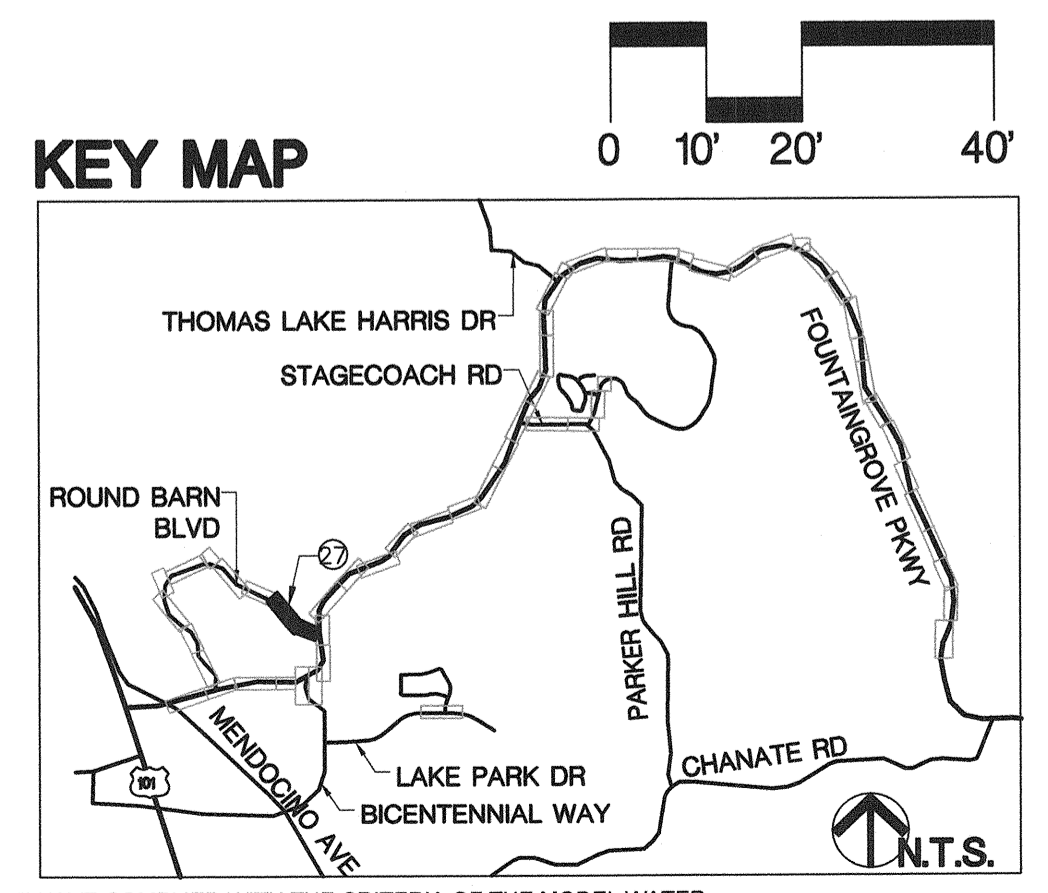 0 10' 20' 40'
KEY MAP
THOMAS LAKE HARRIS DR
STAGECOACH RD
FOUNTAINGROVE PKWY
ROUND BARN
BLVD
27
PARKER HILL RD
MENDOCINO AVE
101
LAKE PARK DR
BICENTENNIAL WAY
CHANATE RD
N.T.S.